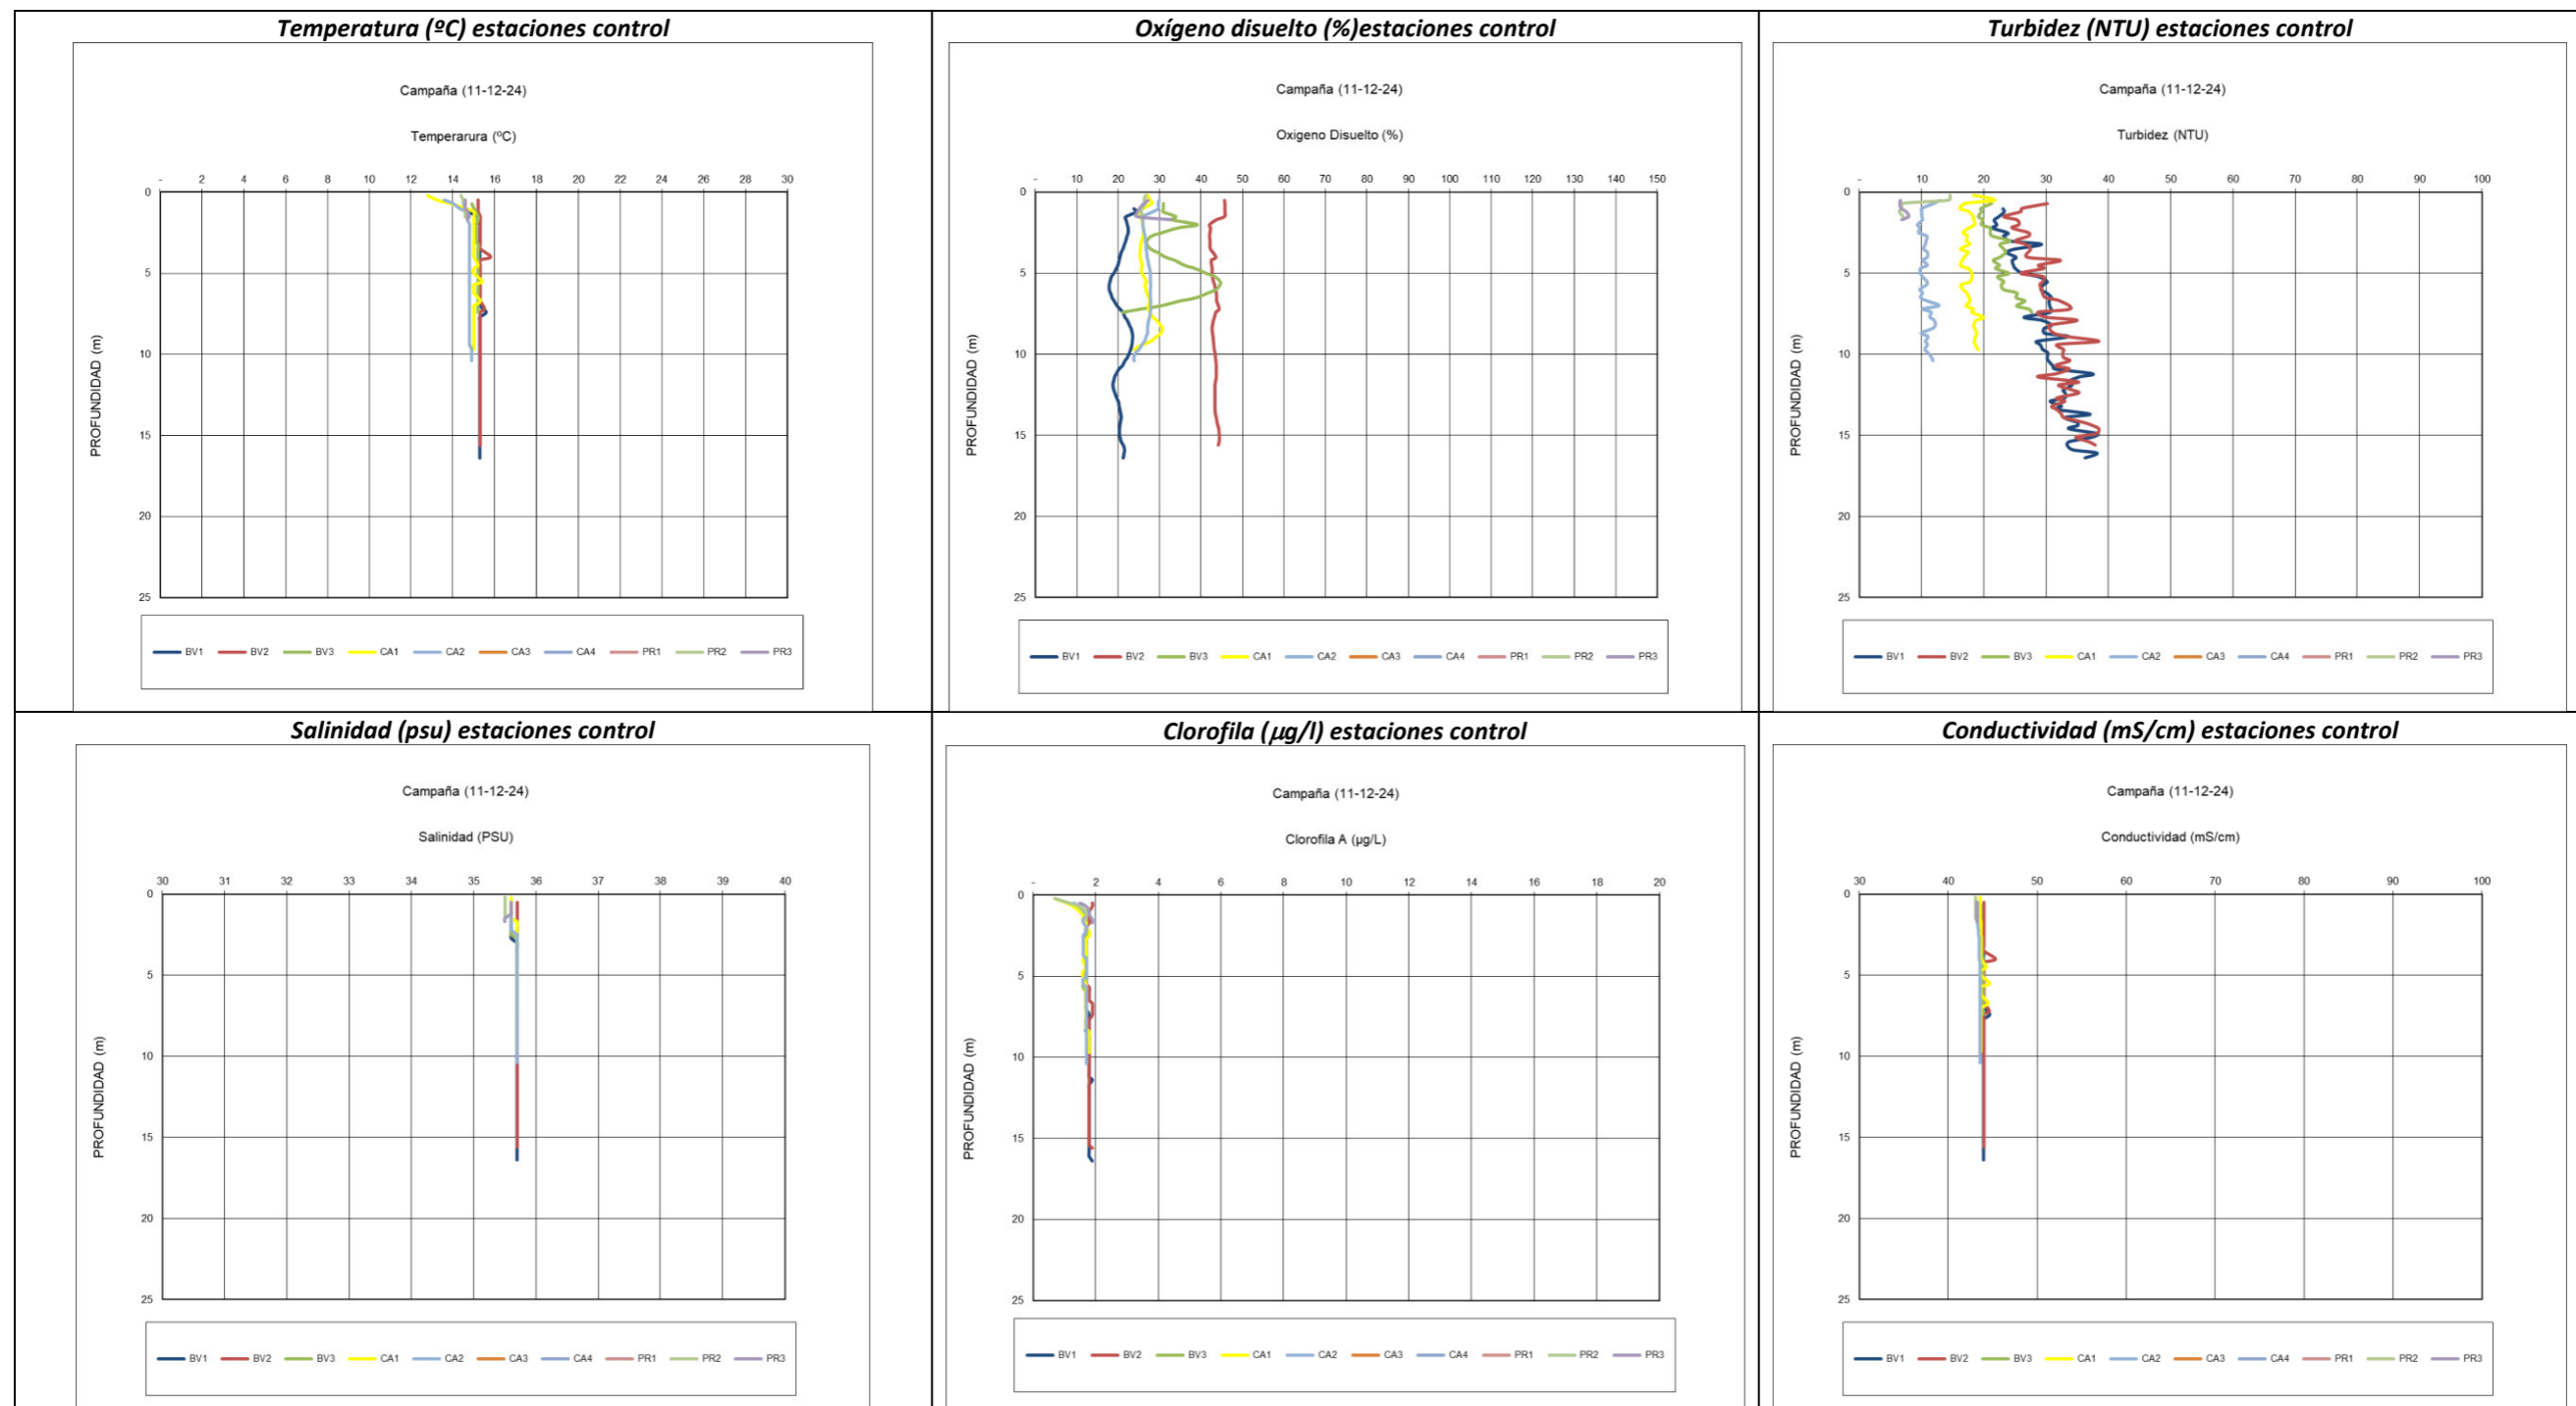 Temperatura (ºC) estaciones control
Campaña (11-12-24)
Temperarura (ºC)
- 2 4 6 8 10 12 14 16 18 20 22 24 26 28 30
0
5
10
15
20
25
PROFUNDIDAD (m)
BV1 BV2 BV3 CA1 CA2 CA3 CA4 PR1 PR2 PR3
Oxígeno disuelto (%)estaciones control
Campaña (11-12-24)
Oxigeno Disuelto (%)
- 10 20 30 40 50 60 70 80 90 100 110 120 130 140 150
0
5
10
15
20
25
PROFUNDIDAD (m)
BV1 BV2 BV3 CA1 CA2 CA3 CA4 PR1 PR2 PR3
Turbidez (NTU) estaciones control
Campaña (11-12-24)
Turbidez (NTU)
- 10 20 30 40 50 60 70 80 90 100
0
5
10
15
20
25
PROFUNDIDAD (m)
BV1 BV2 BV3 CA1 CA2 CA3 CA4 PR1 PR2 PR3
Salinidad (psu) estaciones control
Campaña (11-12-24)
Salinidad (PSU)
30 31 32 33 34 35 36 37 38 39 40
0
5
10
15
20
25
PROFUNDIDAD (m)
BV1 BV2 BV3 CA1 CA2 CA3 CA4 PR1 PR2 PR3
Clorofila (µg/l) estaciones control
Campaña (11-12-24)
Clorofila A (µg/L)
- 2 4 6 8 10 12 14 16 18 20
0
5
10
15
20
25
PROFUNDIDAD (m)
BV1 BV2 BV3 CA1 CA2 CA3 CA4 PR1 PR2 PR3
Conductividad (mS/cm) estaciones control
Campaña (11-12-24)
Conductividad (mS/cm)
30 40 50 60 70 80 90 100
0
5
10
15
20
25
PROFUNDIDAD (m)
BV1 BV2 BV3 CA1 CA2 CA3 CA4 PR1 PR2 PR3